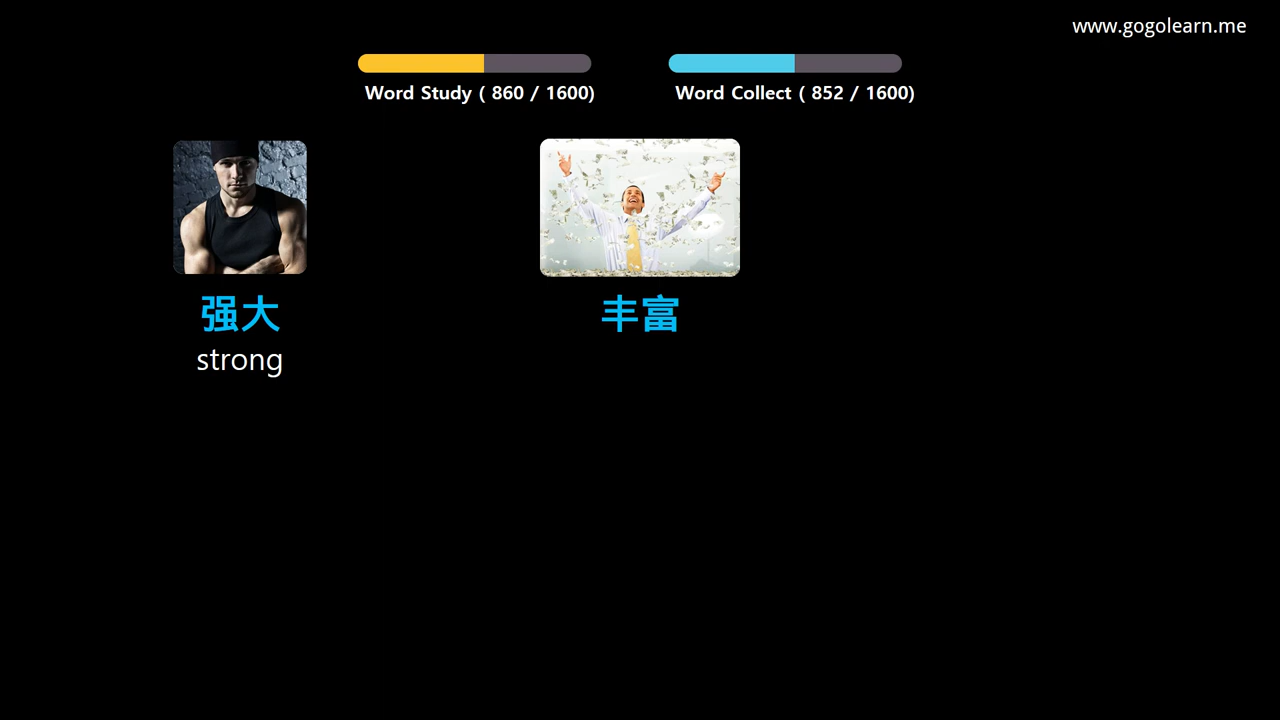 www.gogolearn.me
Word Study ( 860 / 1600)
Word Collect ( 852 / 1600)
强大
strong
丰富